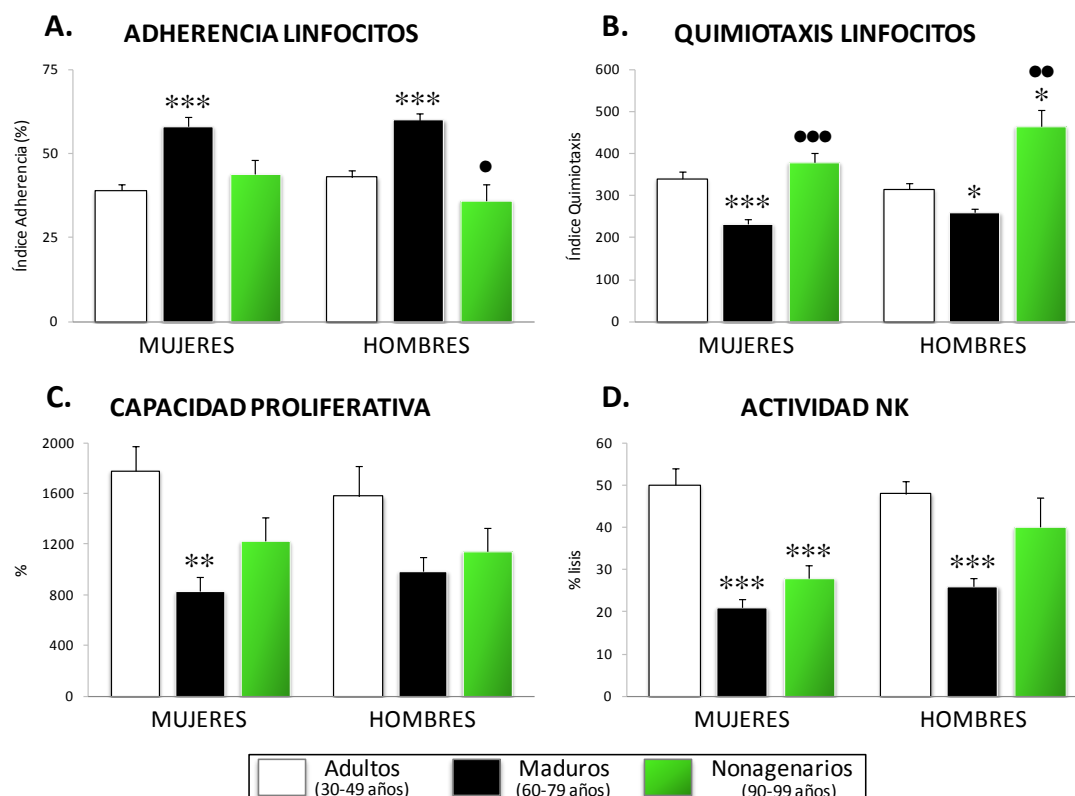 A. ADHERENCIA LINFOCITOS
Índice Adherencia (%)
75
50
25
0
***
***
●
MUJERES HOMBRES
B. QUIMIOTAXIS LINFOCITOS
Índice Quimiotaxis
600
500
400
300
200
100
0
***
●●●
*
●●
*
MUJERES HOMBRES
C. CAPACIDAD PROLIFERATIVA
%
2000
1600
1200
800
400
0
**
MUJERES HOMBRES
D. ACTIVIDAD NK
% lisis
60
50
40
30
20
10
0
***
***
***
MUJERES HOMBRES
Adultos Maduros Nonagenarios
(30-49 años) (60-79 años) (90-99 años)